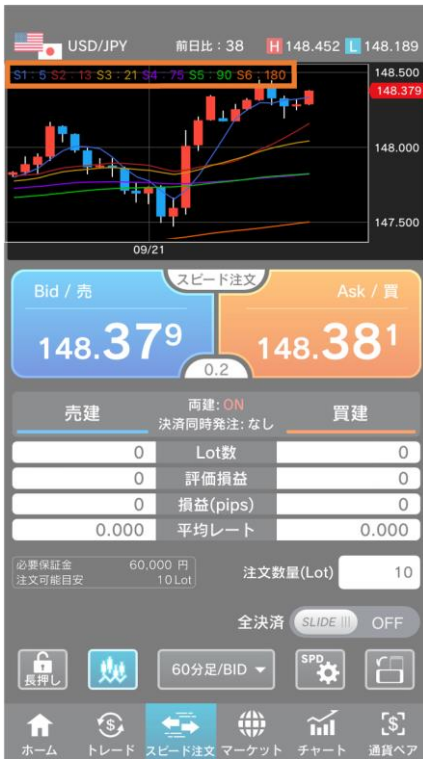 USD/JPY 前日比：38 H 148.452 L 148.189
S1：5 S2：13 S3：21 S4：75 S5：90 S6：180
148.500
148.379
148.000
147.500
09/21
スピード注文
Bid / 売 Ask / 買
148.379 148.381
0.2
売建 両建: ON 買建
決済同時発注: なし
0 Lot数 0
0 評価損益 0
0 損益(pips) 0
0.000 平均レート 0.000
必要保証金 60,000 円
注文可能目安 10Lot
注文数量(Lot) 10
全決済 SLIDE OFF
長押し 60分足/BID SPD
ホーム トレード スピード注文 マーケット チャート 通貨ペア